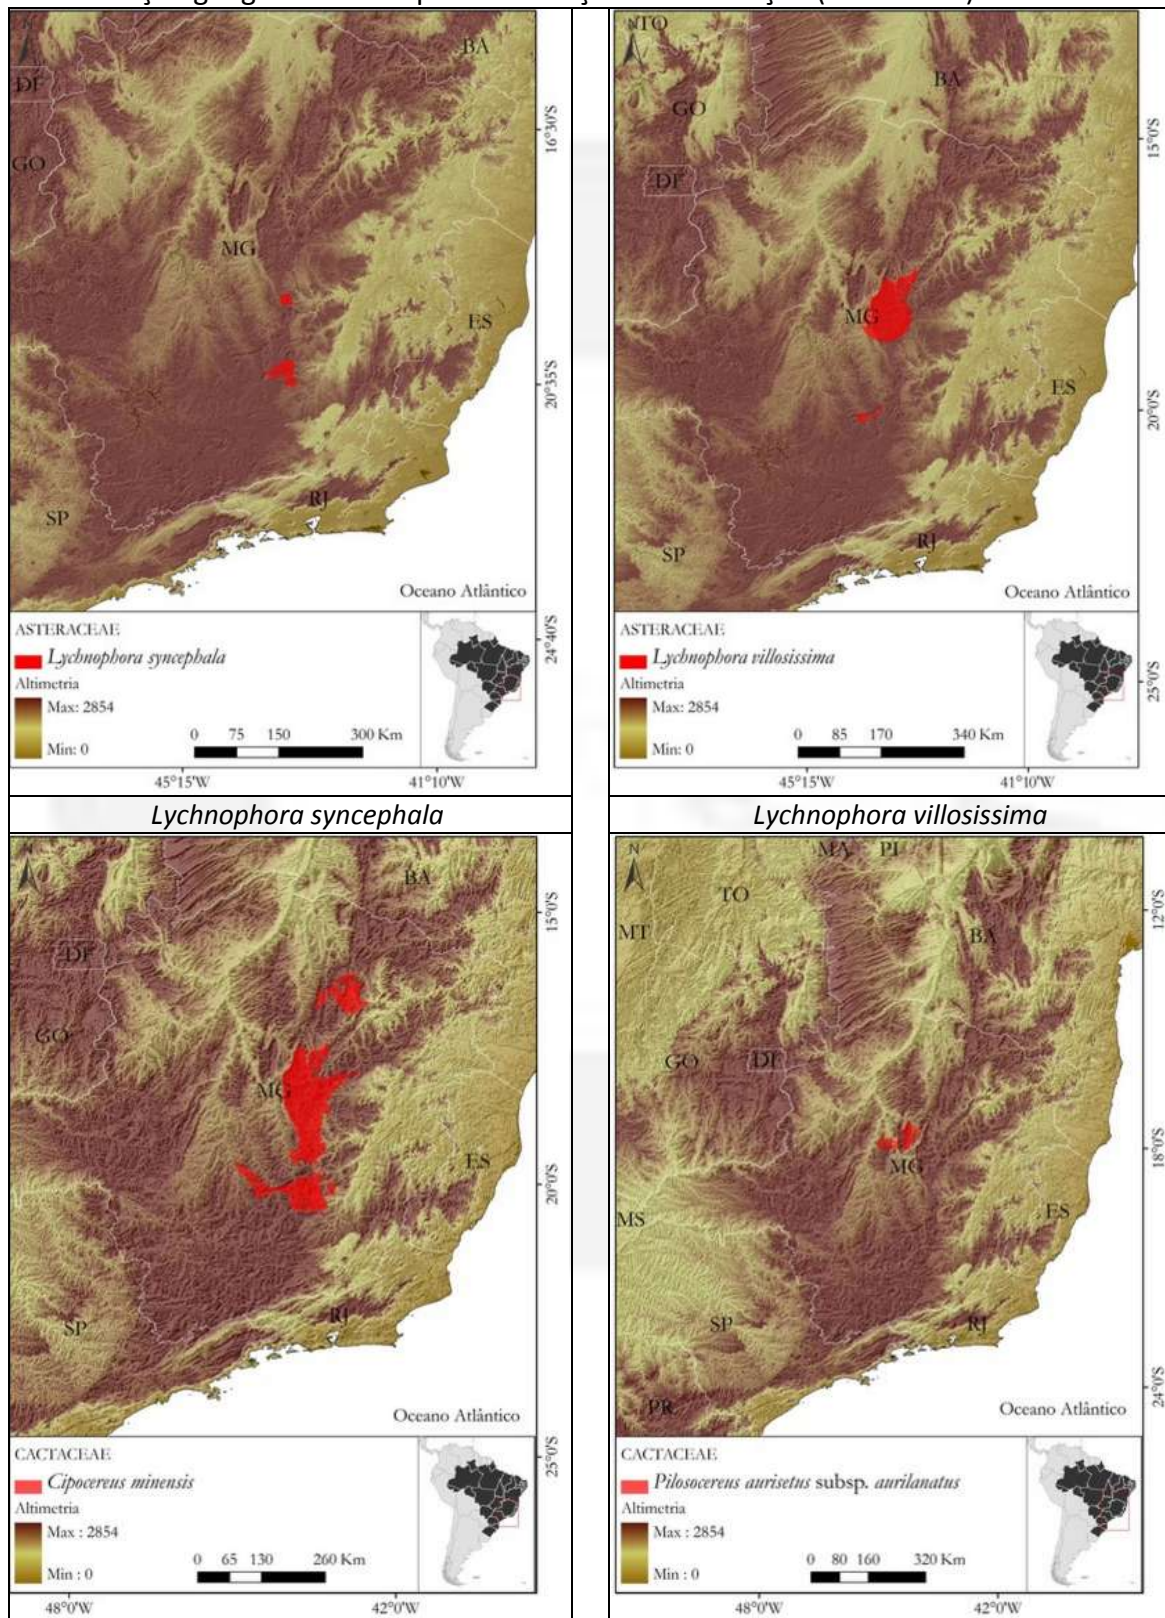 N
BA
DF
16°30'S
GO
MG
ES
20°35'S
RJ
SP
Oceano Atlântico
ASTERACEAE
Lychnophora syncephala
Altimetria
Max: 2854
Min: 0
0 75 150 300 Km
24°40'S
45°15'W 41°10'W
Lychnophora syncephala
N
TO
BA
GO
15°0'S
DF
MG
ES
20°0'S
RJ
SP
Oceano Atlântico
ASTERACEAE
Lychnophora villosissima
Altimetria
Max: 2854
Min: 0
0 85 170 340 Km
25°0'S
45°15'W 41°10'W
Lychnophora villosissima
N
BA
15°0'S
DF
GO
MG
ES
20°0'S
RJ
SP
Oceano Atlântico
CACTACEAE
Cipocereus minensis
Altimetria
Max : 2854
Min : 0
0 65 130 260 Km
25°0'S
48°0'W 42°0'W
N
MA PI
TO
12°0'S
MT
BA
GO
DF
18°0'S
MG
MS
ES
SP
RJ
24°0'S
PR
Oceano Atlântico
CACTACEAE
Pilosocereus aurisetus subsp. aurilanatus
Altimetria
Max : 2854
Min : 0
0 80 160 320 Km
48°0'W 42°0'W